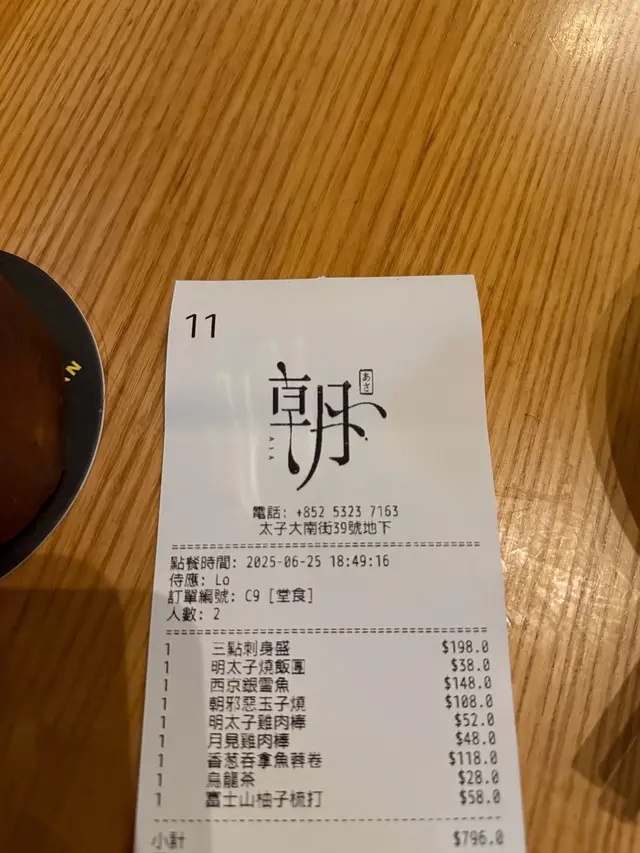 11
朝
あさ
電話: +852 5323 7163
太子大南街39號地下
點餐時間: 2025-06-25 18:49:16
侍應: Lo
訂單編號: C9 [堂食]
人數: 2
1 三點刺身盛 $198.0
1 明太子燒飯團 $38.0
1 西京銀雪魚 $148.0
1 朝邪惡玉子燒 $108.0
1 明太子雞肉棒 $52.0
1 月見雞肉棒 $48.0
1 香葱吞拿魚蓉卷 $118.0
1 烏龍茶 $28.0
1 富士山柚子梳打 $58.0
小計 $796.0